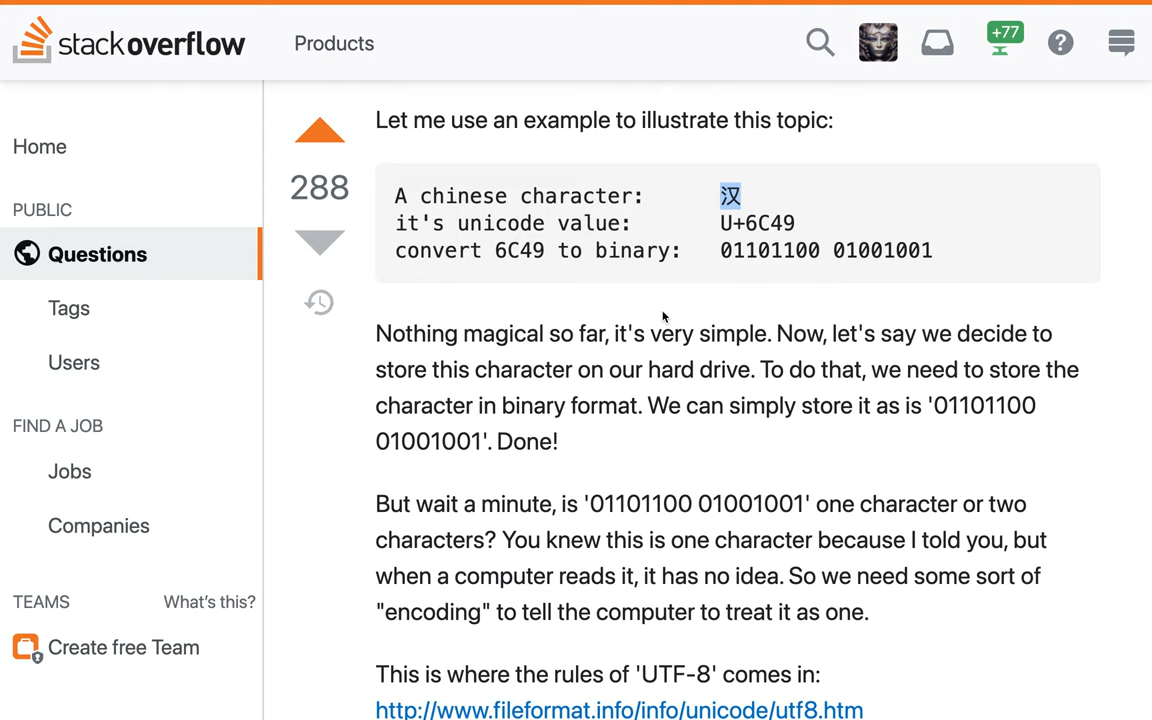 stackoverflow
Products
+77
?
Home
PUBLIC
Questions
Tags
Users
FIND A JOB
Jobs
Companies
TEAMS What's this?
Create free Team
288
Let me use an example to illustrate this topic:
A chinese character: 汉
it's unicode value: U+6C49
convert 6C49 to binary: 01101100 01001001
Nothing magical so far, it's very simple. Now, let's say we decide to
store this character on our hard drive. To do that, we need to store the
character in binary format. We can simply store it as is '01101100
01001001'. Done!
But wait a minute, is '01101100 01001001' one character or two
characters? You knew this is one character because I told you, but
when a computer reads it, it has no idea. So we need some sort of
"encoding" to tell the computer to treat it as one.
This is where the rules of 'UTF-8' comes in:
http://www.fileformat.info/info/unicode/utf8.htm